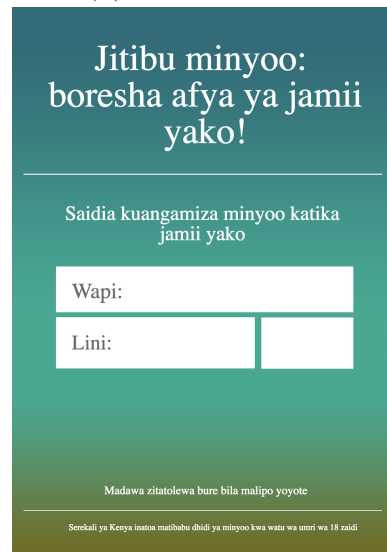 Jitibu minyoo:
boresha afya ya jamii
yako!
Saidia kuangamiza minyoo katika
jamii yako
Wapi:
Lini:
Madawa zitatolewa bure bila malipo yoyote
Serekali ya Kenya inatoa matibabu dhidi ya minyoo kwa watu wa umri wa 18 zaidi